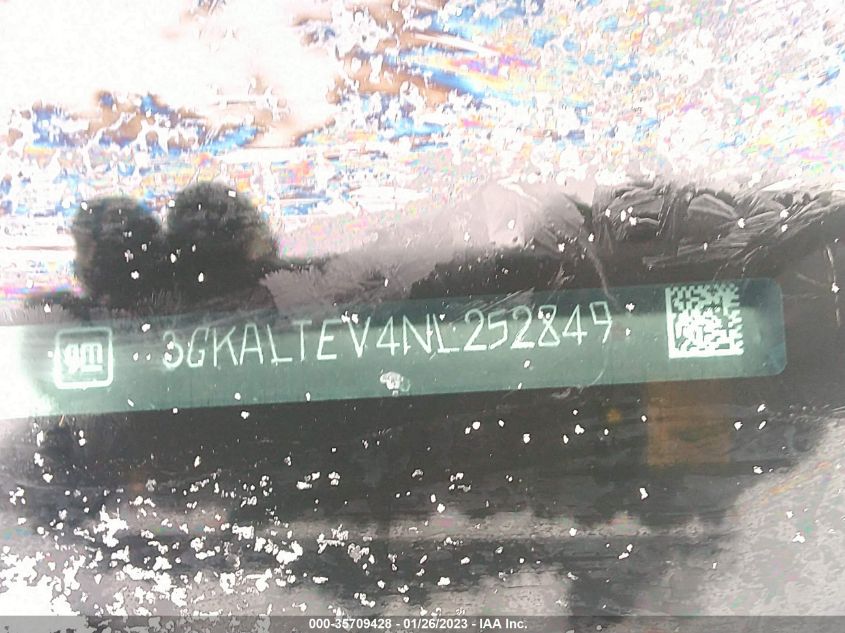 gm 3GKALTEV4NL252849
000-35709428 - 01/26/2023 - IAA Inc.